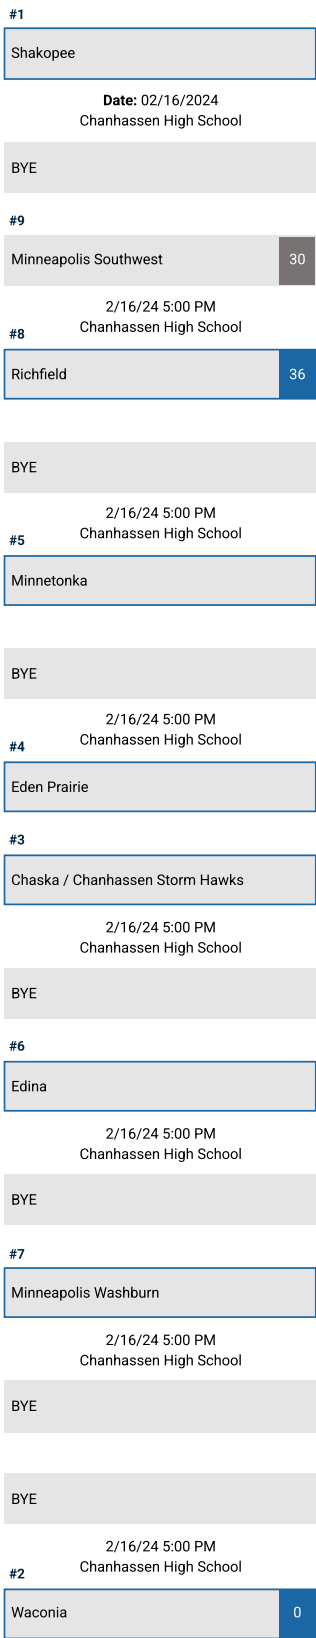 #1
Shakopee
Date: 02/16/2024
Chanhassen High School
BYE
#9
Minneapolis Southwest 30
2/16/24 5:00 PM
Chanhassen High School
#8
Richfield 36
BYE
2/16/24 5:00 PM
Chanhassen High School
#5
Minnetonka
BYE
2/16/24 5:00 PM
Chanhassen High School
#4
Eden Prairie
#3
Chaska / Chanhassen Storm Hawks
2/16/24 5:00 PM
Chanhassen High School
BYE
#6
Edina
2/16/24 5:00 PM
Chanhassen High School
BYE
#7
Minneapolis Washburn
2/16/24 5:00 PM
Chanhassen High School
BYE
BYE
2/16/24 5:00 PM
Chanhassen High School
#2
Waconia 0